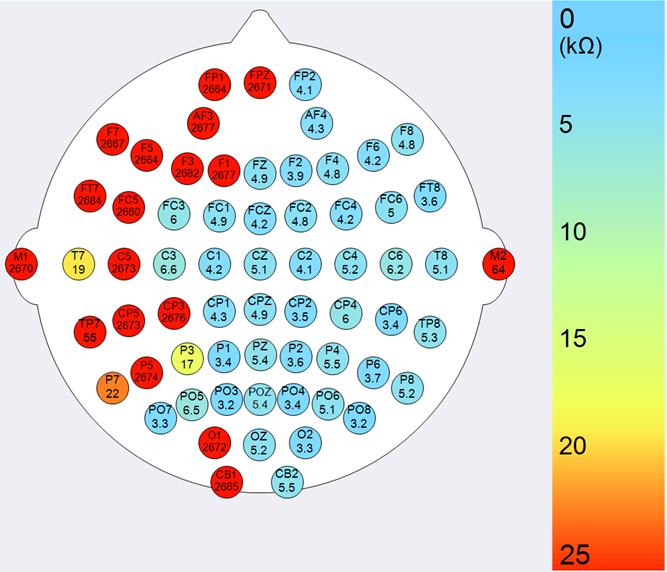 FP1
2664
FPZ
2671
FP2
4.1
AF3
2677
AF4
4.3
F7
2667
F5
2664
F3
2682
F1
2677
FZ
4.9
F2
3.9
F4
4.8
F6
4.2
F8
4.8
FT7
2684
FC5
2660
FC3
6
FC1
4.9
FCZ
4.2
FC2
4.8
FC4
4.2
FC6
5
FT8
3.6
M1
2670
T7
19
C5
2673
C3
6.6
C1
4.2
CZ
5.1
C2
4.1
C4
5.2
C6
6.2
T8
5.1
M2
64
TP7
55
CP5
2673
CP3
2676
CP1
4.3
CPZ
4.9
CP2
3.5
CP4
6
CP6
3.4
TP8
5.3
P7
22
P5
2674
P3
17
P1
3.4
PZ
5.4
P2
3.6
P4
5.5
P6
3.7
P8
5.2
PO7
3.3
PO5
6.5
PO3
3.2
POZ
5.4
PO4
3.4
PO6
5.1
PO8
3.2
O1
2672
OZ
5.2
O2
3.3
CB1
2665
CB2
5.5
0
(kΩ)
5
10
15
20
25